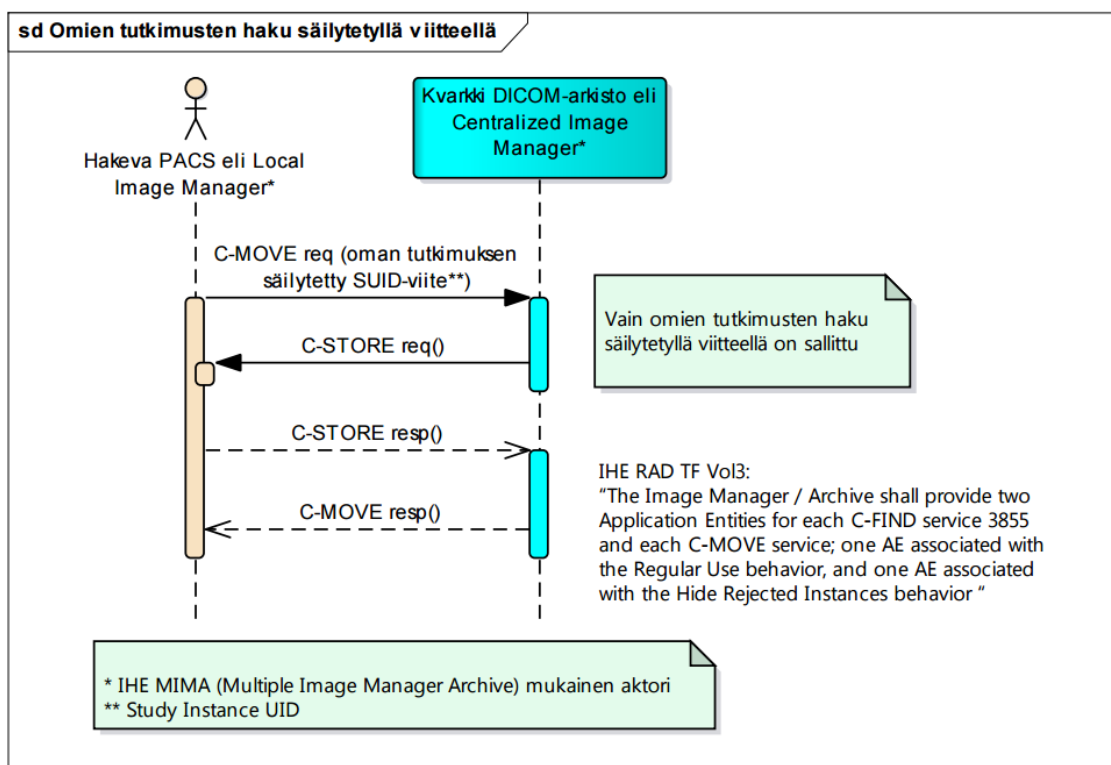 sd Omien tutkimusten haku säilytetyllä viitteellä
Hakeva PACS eli Local
Image Manager*
Kvarkki DICOM-arkisto eli
Centralized Image
Manager*
C-MOVE req (oman tutkimuksen
säilytetty SUID-viite**)
Vain omien tutkimusten haku
säilytetyllä viitteellä on sallittu
C-STORE req()
C-STORE resp()
C-MOVE resp()
IHE RAD TF Vol3:
“The Image Manager / Archive shall provide two
Application Entities for each C-FIND service 3855
and each C-MOVE service; one AE associated with
the Regular Use behavior, and one AE associated
with the Hide Rejected Instances behavior “
* IHE MIMA (Multiple Image Manager Archive) mukainen aktori
** Study Instance UID